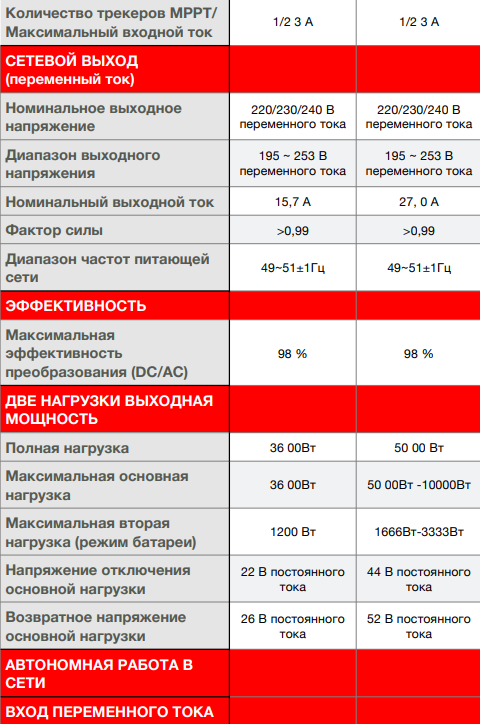 Количество трекеров MPPT/
Максимальный входной ток
1/2 3 А
1/2 3 А
СЕТЕВОЙ ВЫХОД
(переменный ток)
Номинальное выходное
напряжение
220/230/240 В
переменного тока
220/230/240 В
переменного тока
Диапазон выходного
напряжения
195 ~ 253 В
переменного тока
195 ~ 253 В
переменного тока
Номинальный выходной ток
15,7 А
27, 0 А
Фактор силы
>0,99
>0,99
Диапазон частот питающей
сети
49~51±1Гц
49~51±1Гц
ЭФФЕКТИВНОСТЬ
Максимальная
эффективность
преобразования (DC/AC)
98 %
98 %
ДВЕ НАГРУЗКИ ВЫХОДНАЯ
МОЩНОСТЬ
Полная нагрузка
36 00Вт
50 00 Вт
Максимальная основная
нагрузка
36 00Вт
50 00Вт -10000Вт
Максимальная вторая
нагрузка (режим батареи)
1200 Вт
1666Вт-3333Вт
Напряжение отключения
основной нагрузки
22 В постоянного
тока
44 В постоянного
тока
Возвратное напряжение
основной нагрузки
26 В постоянного
тока
52 В постоянного
тока
АВТОНОМНАЯ РАБОТА В
СЕТИ
ВХОД ПЕРЕМЕННОГО ТОКА